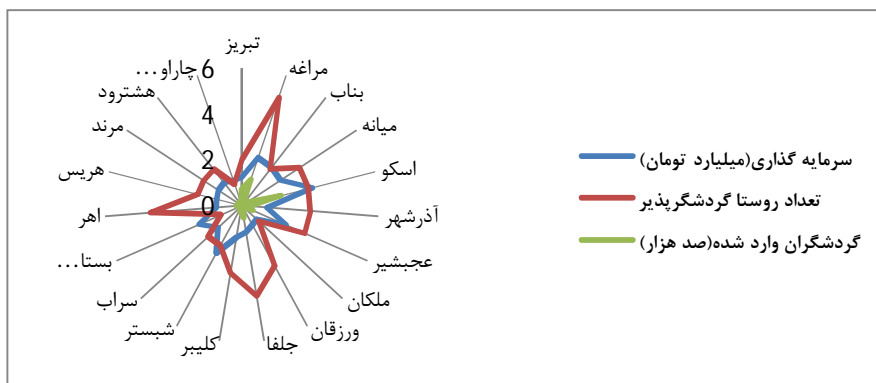 تبریز
مراغه
بناب
میانه
اسکو
آذرشهر
عجبشیر
ملکان
ورزقان
جلفا
کلیبر
شبستر
سراب
بستا...
اهر
هریس
مرند
هشترود
چاراو...
6
4
2
0
سرمایه گذاری(میلیارد تومان)
تعداد روستا گردشگرپذیر
گردشگران وارد شده(صد هزار)